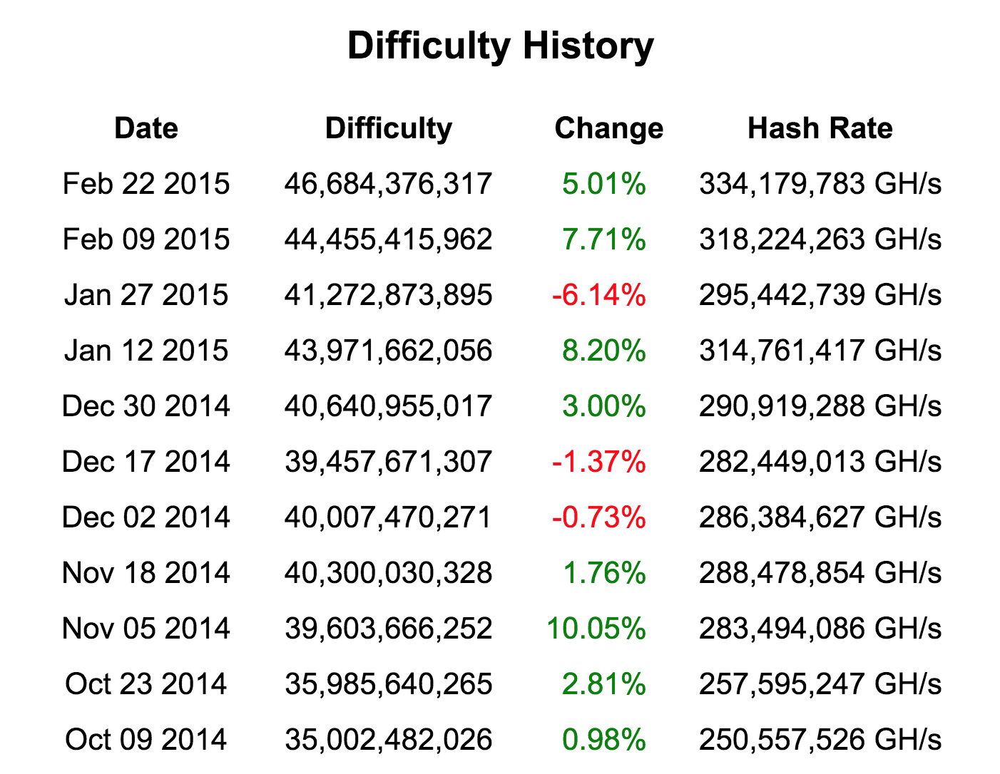 Difficulty History
Date Difficulty Change Hash Rate
Feb 22 2015 46,684,376,317 5.01% 334,179,783 GH/s
Feb 09 2015 44,455,415,962 7.71% 318,224,263 GH/s
Jan 27 2015 41,272,873,895 -6.14% 295,442,739 GH/s
Jan 12 2015 43,971,662,056 8.20% 314,761,417 GH/s
Dec 30 2014 40,640,955,017 3.00% 290,919,288 GH/s
Dec 17 2014 39,457,671,307 -1.37% 282,449,013 GH/s
Dec 02 2014 40,007,470,271 -0.73% 286,384,627 GH/s
Nov 18 2014 40,300,030,328 1.76% 288,478,854 GH/s
Nov 05 2014 39,603,666,252 10.05% 283,494,086 GH/s
Oct 23 2014 35,985,640,265 2.81% 257,595,247 GH/s
Oct 09 2014 35,002,482,026 0.98% 250,557,526 GH/s